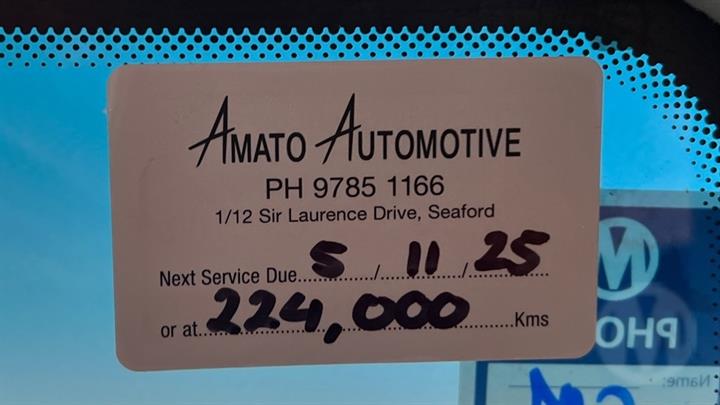 AMATO AUTOMOTIVE
PH 9785 1166
1/12 Sir Laurence Drive, Seaford
Next Service Due 5 / 11 / 25
or at 224,000 Kms
PHO
Name: